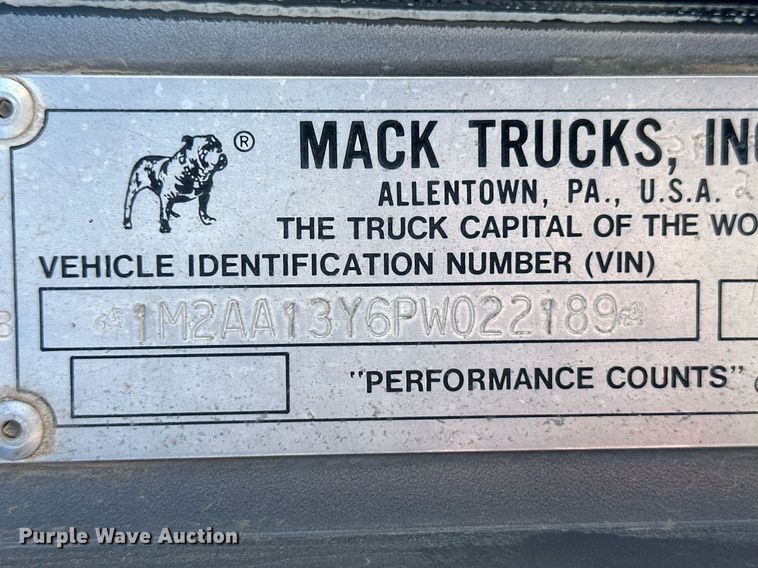 ®
MACK TRUCKS, INC
ALLENTOWN, PA., U.S.A.
THE TRUCK CAPITAL OF THE WO
VEHICLE IDENTIFICATION NUMBER (VIN)
1M2AA13Y6PW022189
"PERFORMANCE COUNTS"
Purple Wave Auction